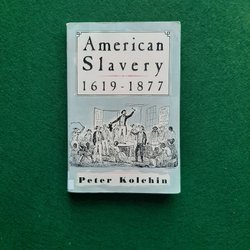 American
Slavery
1619-1877
Peter Kolchin